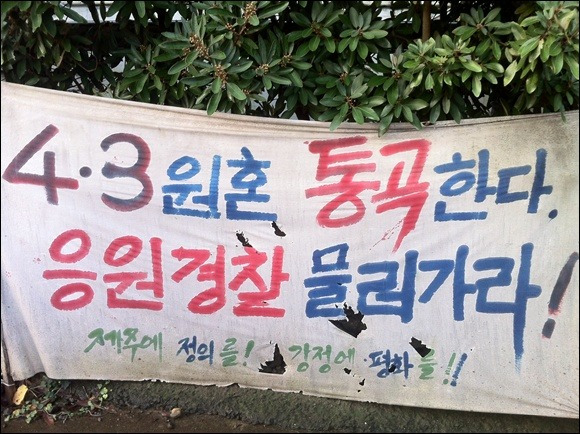 4·3 원혼 통곡한다.
응원경찰 물러가라!
제주에 정의를! 강정에 평화를!!